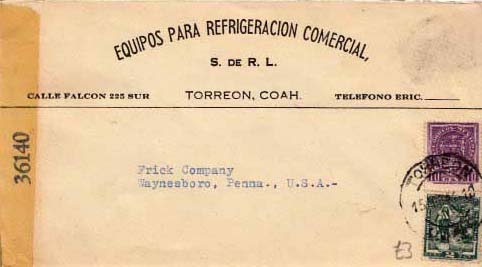 EQUIPOS PARA REFRIGERACION COMERCIAL,
S. DE R. L.
CALLE FALCON 225 SUR TORREON, COAH. TELEFONO ERIC.
36140
Frick Company
Waynesboro, Penna., U.S.A.-